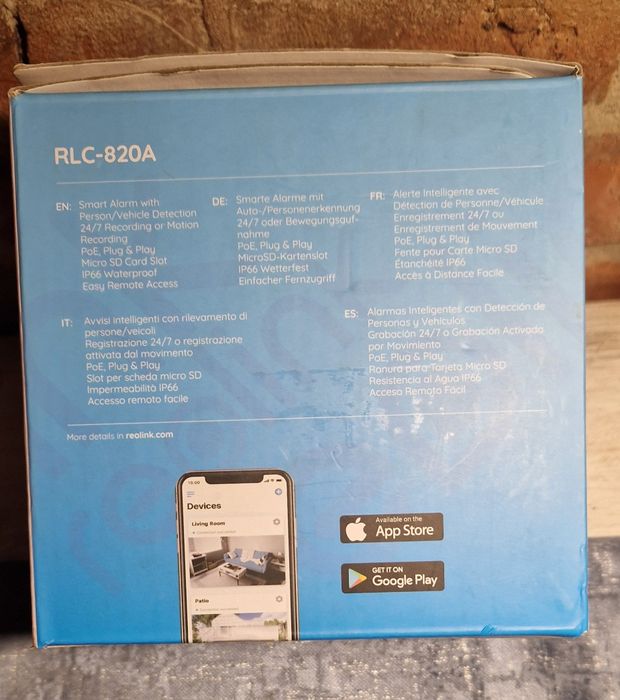 RLC-820A
EN: Smart Alarm with
Person/Vehicle Detection
24/7 Recording or Motion
Recording
PoE, Plug & Play
Micro SD Card Slot
IP66 Waterproof
Easy Remote Access
DE: Smarte Alarme mit
Auto-/Personenerkennung
24/7 oder Bewegungsauf-
nahme
PoE, Plug & Play
MicroSD-Kartenslot
IP66 Wetterfest
Einfacher Fernzugriff
FR: Alerte Intelligente avec
Détection de Personne/Véhicule
Enregistrement 24/7 ou
Enregistrement de Mouvement
PoE, Plug & Play
Fente pour Carte Micro SD
Étanchéité IP66
Accès à Distance Facile
IT: Avvisi intelligenti con rilevamento di
persone/veicoli
Registrazione 24/7 o registrazione
attivata dal movimento
PoE, Plug & Play
Slot per scheda micro SD
Impermeabilità IP66
Accesso remoto facile
ES: Alarmas Inteligentes con Detección de
Personas y Vehículos
Grabación 24/7 o Grabación Activada
por Movimiento
PoE, Plug & Play
Ranura para Tarjeta Micro SD
Resistencia al Agua IP66
Acceso Remoto Fácil
More details in reolink.com
Devices
Living Room
Patio
Available on the
App Store
GET IT ON
Google Play